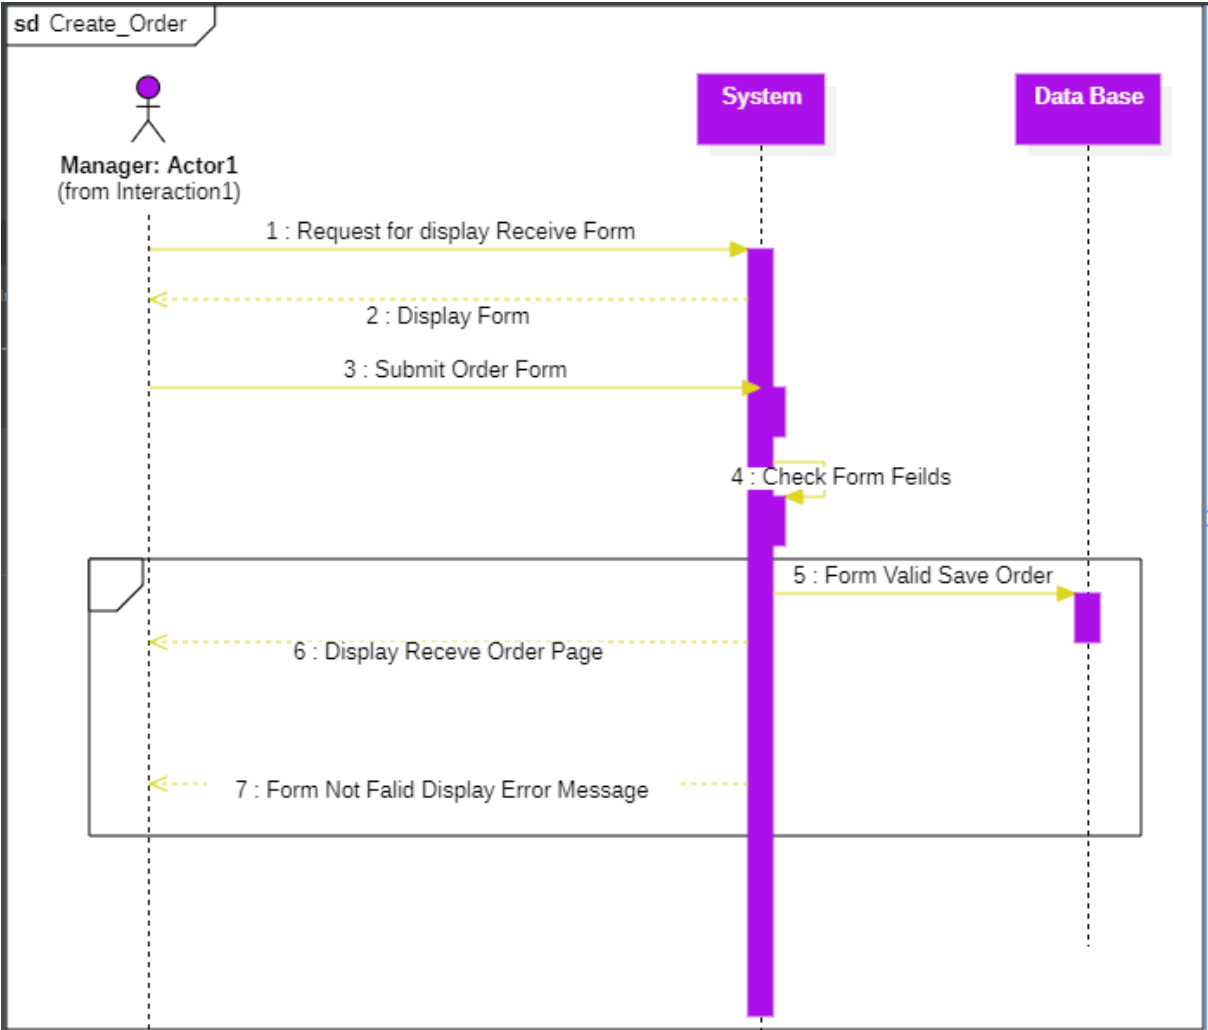 sd Create_Order
System
Data Base
Manager: Actor1
(from Interaction1)
1 : Request for display Receive Form
2 : Display Form
3 : Submit Order Form
4 : Check Form Feilds
5 : Form Valid Save Order
6 : Display Receve Order Page
7 : Form Not Falid Display Error Message